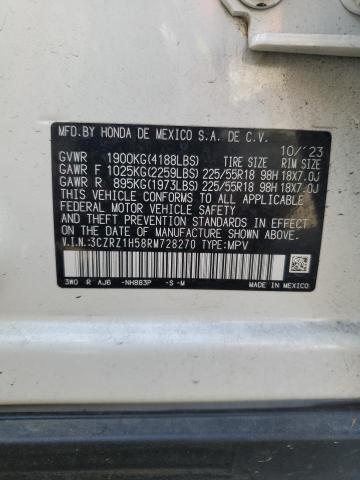 MFD.BY HONDA DE MEXICO S.A. DE C.V.
10/'23
GVWR 1900KG(4188LBS) TIRE SIZE RIM SIZE
GAWR F 1025KG(2259LBS) 225/55R18 98H 18X7.0J
GAWR R 895KG(1973LBS) 225/55R18 98H 18X7.0J
THIS VEHICLE CONFORMS TO ALL APPLICABLE
FEDERAL MOTOR VEHICLE SAFETY, BUMPER, AND
THEFT PREVENTION STANDARDS IN EFFECT
ON THE DATE OF MANUFACTURE SHOWN ABOVE.
V.I.N:3CZRZ1H58RM728270 TYPE:MPV
3W0 R AJ6 -NH883P -S -M
MADE IN MEXICO